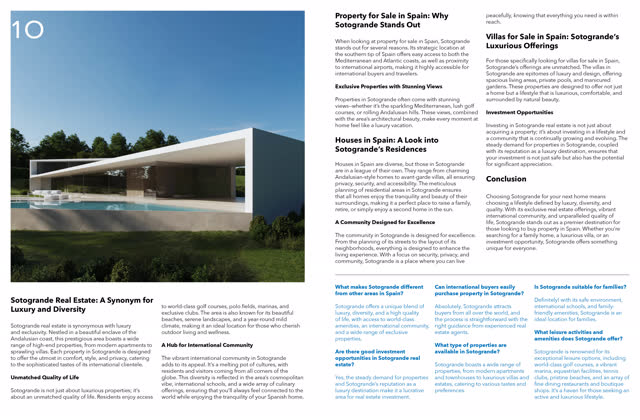 10
Sotogrande Real Estate: A Synonym for
Luxury and Diversity
Sotogrande real estate is synonymous with luxury
and exclusivity. Nestled in a beautiful enclave of the
Andalusian coast, this prestigious area boasts a wide
range of high-end properties, from modern apartments to
sprawling villas. Each property in Sotogrande is designed
to offer the utmost in comfort, style, and privacy, catering
to the sophisticated tastes of its international clientele.
Unmatched Quality of Life
Sotogrande is not just about luxurious properties; it's
about an unmatched quality of life. Residents enjoy access
to world-class golf courses, polo fields, marinas, and
exclusive clubs. The area is also known for its beautiful
beaches, serene landscapes, and a year-round mild
climate, making it an ideal location for those who cherish
outdoor living and wellness.
A Hub for International Community
The vibrant international community in Sotogrande
adds to its appeal. It's a melting pot of cultures, with
residents and visitors coming from all corners of the
globe. This diversity is reflected in the area's cosmopolitan
vibe, international schools, and a wide array of culinary
offerings, ensuring that you'll always feel connected to the
world while enjoying the tranquility of your Spanish home.
Property for Sale in Spain: Why
Sotogrande Stands Out
When looking at property for sale in Spain, Sotogrande
stands out for several reasons. Its strategic location at
the southern tip of Spain offers easy access to both the
Mediterranean and Atlantic coasts, as well as proximity
to international airports, making it highly accessible for
international buyers and travelers.
Exclusive Properties with Stunning Views
Properties in Sotogrande often come with stunning
views—whether it's the sparkling Mediterranean, lush golf
courses, or rolling Andalusian hills. These views, combined
with the area's architectural beauty, make every moment at
home feel like a luxury vacation.
Houses in Spain: A Look into
Sotogrande's Residences
Houses in Spain are diverse, but those in Sotogrande
are in a league of their own. They range from charming
Andalusian-style homes to avant-garde villas, all ensuring
privacy, security, and accessibility. The meticulous
planning of residential areas in Sotogrande ensures
that all homes enjoy the tranquility and beauty of their
surroundings, making it a perfect place to raise a family,
retire, or simply enjoy a second home in the sun.
A Community Designed for Excellence
The community in Sotogrande is designed for excellence.
From the planning of its streets to the layout of its
neighborhoods, everything is designed to enhance the
living experience. With a focus on security, privacy, and
community, Sotogrande is a place where you can live
peacefully, knowing that everything you need is within
reach.
Villas for Sale in Spain: Sotogrande's
Luxurious Offerings
For those specifically looking for villas for sale in Spain,
Sotogrande's offerings are unmatched. The villas in
Sotogrande are epitomes of luxury and design, offering
spacious living areas, private pools, and manicured
gardens. These properties are designed to offer not just
a home but a lifestyle that is luxurious, comfortable, and
surrounded by natural beauty.
Investment Opportunities
Investing in Sotogrande real estate is not just about
acquiring a property; it's about investing in a lifestyle and
a community that is continually growing and evolving. The
steady demand for properties in Sotogrande, coupled
with its reputation as a luxury destination, ensures that
your investment is not just safe but also has the potential
for significant appreciation.
Conclusion
Choosing Sotogrande for your next home means
choosing a lifestyle defined by luxury, diversity, and
quality. With its exclusive real estate offerings, vibrant
international community, and unparalleled quality of
life, Sotogrande stands out as a premier destination for
those looking to buy property in Spain. Whether you're
searching for a family home, a luxurious villa, or an
investment opportunity, Sotogrande offers something
unique for everyone.
What makes Sotogrande different
from other areas in Spain?
Sotogrande offers a unique blend of
luxury, diversity, and a high quality
of life, with access to world-class
amenities, an international community,
and a wide range of exclusive
properties.
Are there good investment
opportunities in Sotogrande real
estate?
Yes, the steady demand for properties
and Sotogrande's reputation as a
luxury destination make it a lucrative
area for real estate investment.
Can international buyers easily
purchase property in Sotogrande?
Absolutely, Sotogrande attracts
buyers from all over the world, and
the process is straightforward with the
right guidance from experienced real
estate agents.
What type of properties are
available in Sotogrande?
Sotogrande boasts a wide range of
properties, from modern apartments
and townhouses to luxurious villas and
estates, catering to various tastes and
preferences.
Is Sotogrande suitable for families?
Definitely! with its safe environment,
international schools, and family-
friendly amenities, Sotogrande is an
ideal location for families.
What leisure activities and
amenities does Sotogrande offer?
Sotogrande is renowned for its
exceptional leisure options, including
world-class golf courses, a vibrant
marina, equestrian facilities, tennis
clubs, pristine beaches, and an array of
fine dining restaurants and boutique
shops. It's a haven for those seeking an
active and luxurious lifestyle.